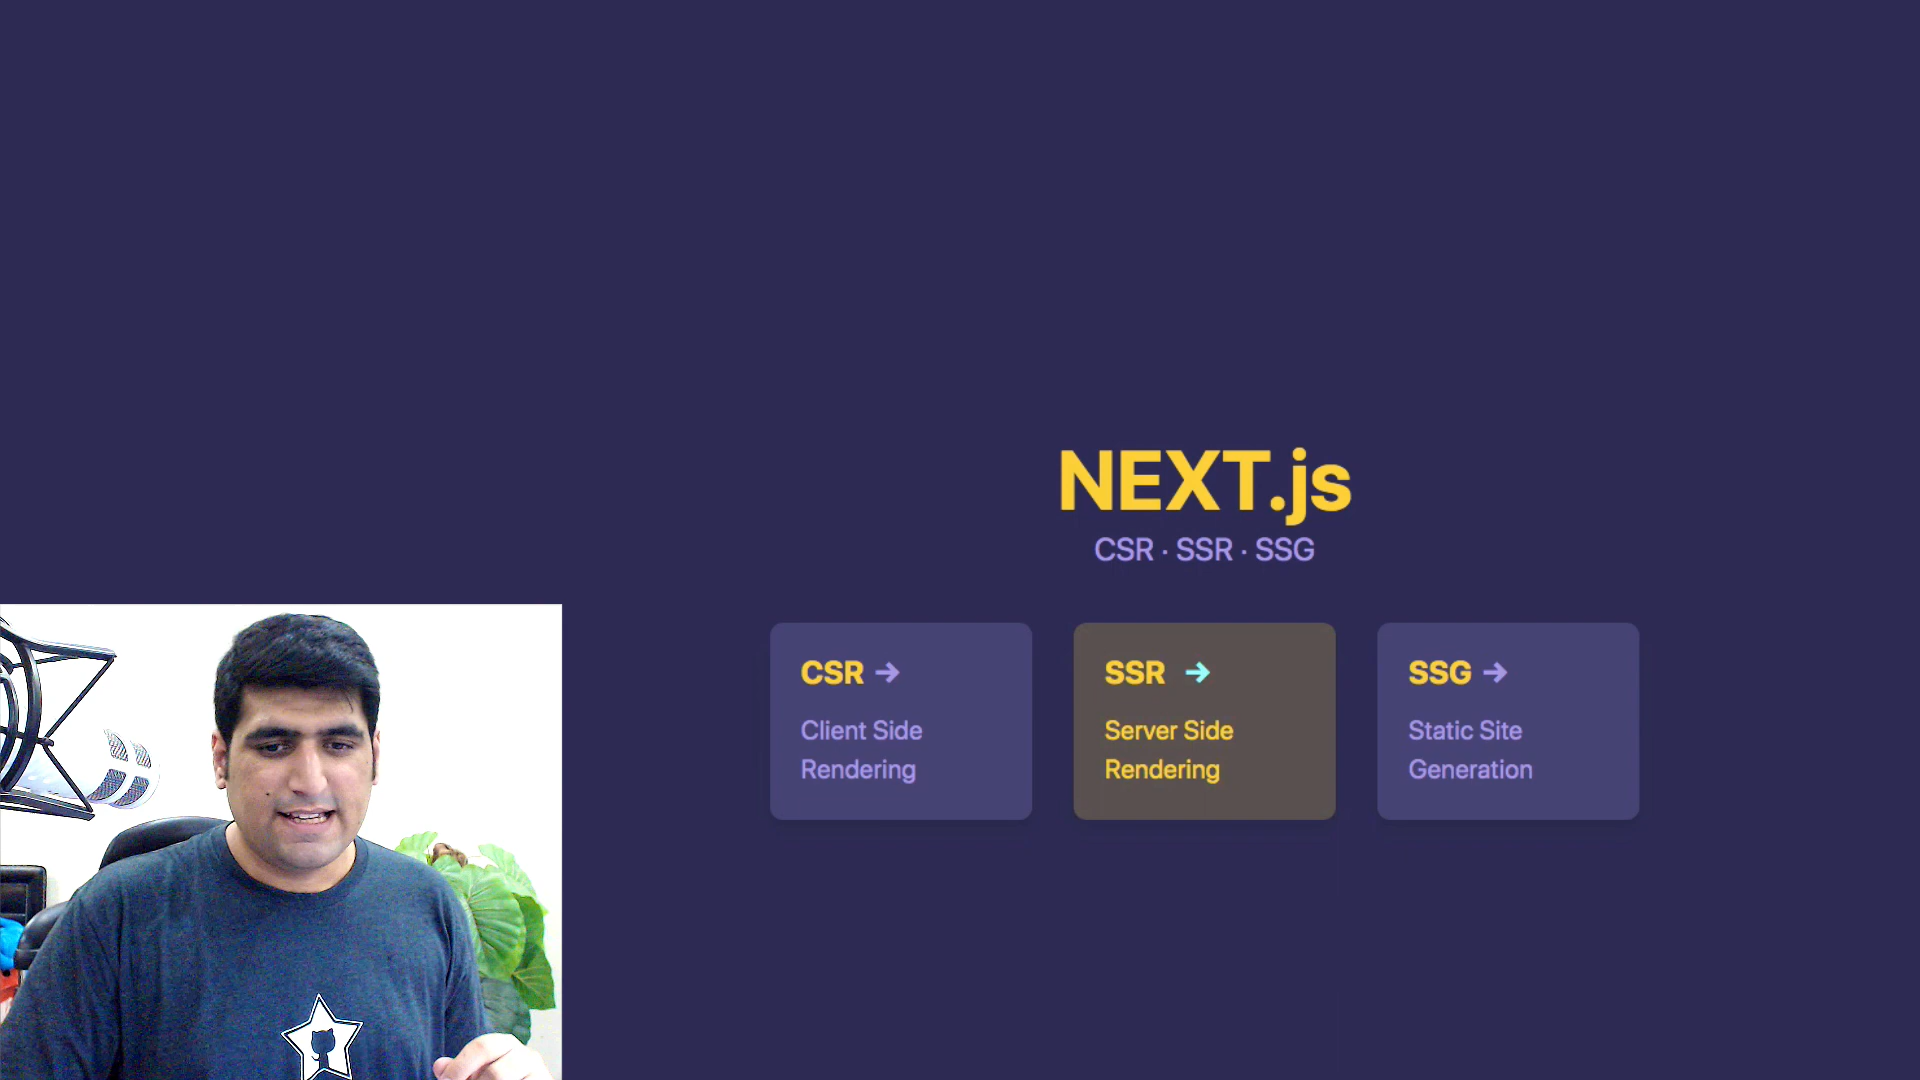 NEXT.js
CSR · SSR · SSG
CSR →
Client Side
Rendering
SSR →
Server Side
Rendering
SSG →
Static Site
Generation